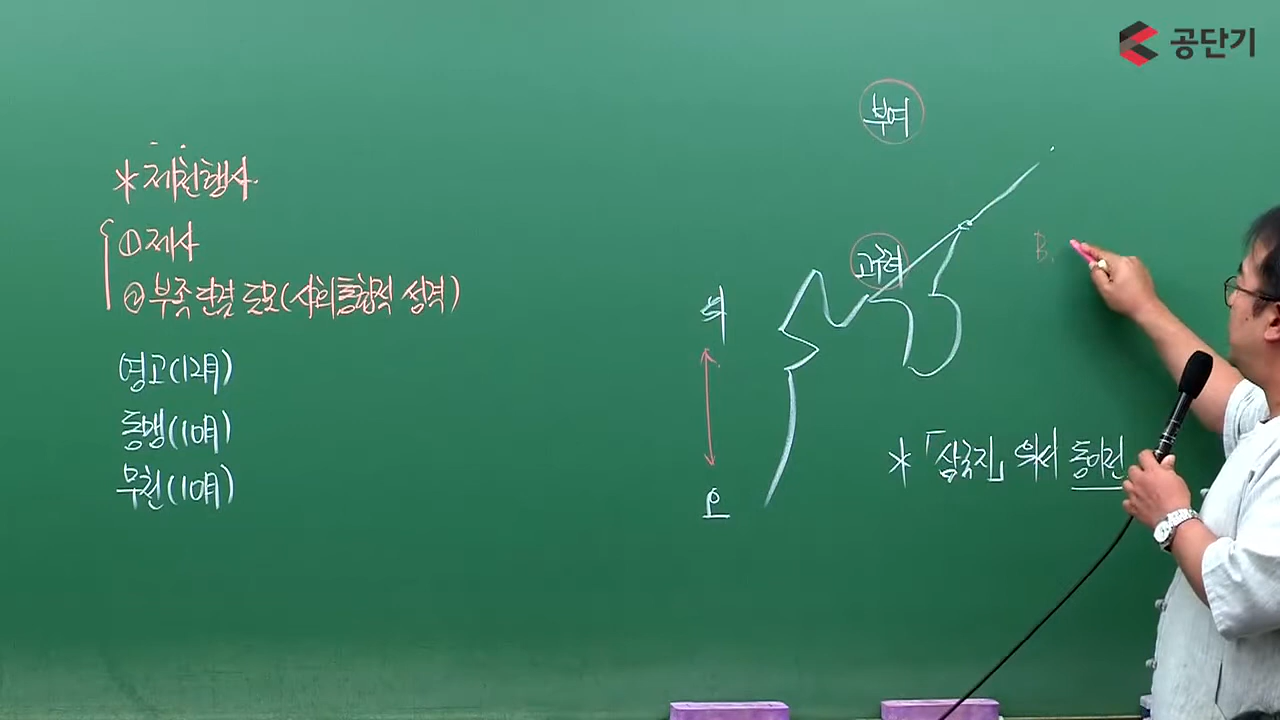 공단기
* 제천행사
① 제사
② 부족단결 도모(사회통합적 성격)
영고(12月)
동맹(10月)
무천(10月)
부여
고구려
위
오
* 「삼국지」 위서 동이전
B.